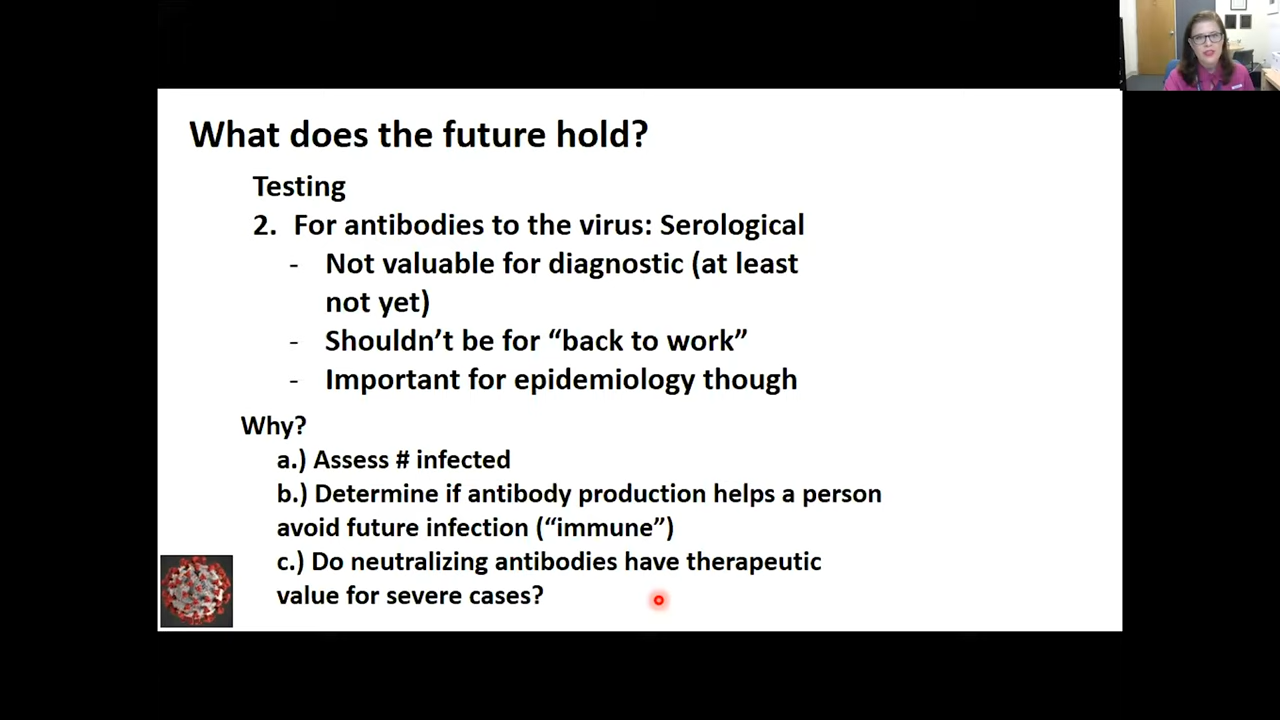 What does the future hold?
Testing
2. For antibodies to the virus: Serological
- Not valuable for diagnostic (at least
not yet)
- Shouldn’t be for “back to work”
- Important for epidemiology though
Why?
a.) Assess # infected
b.) Determine if antibody production helps a person
avoid future infection (“immune”)
c.) Do neutralizing antibodies have therapeutic
value for severe cases?